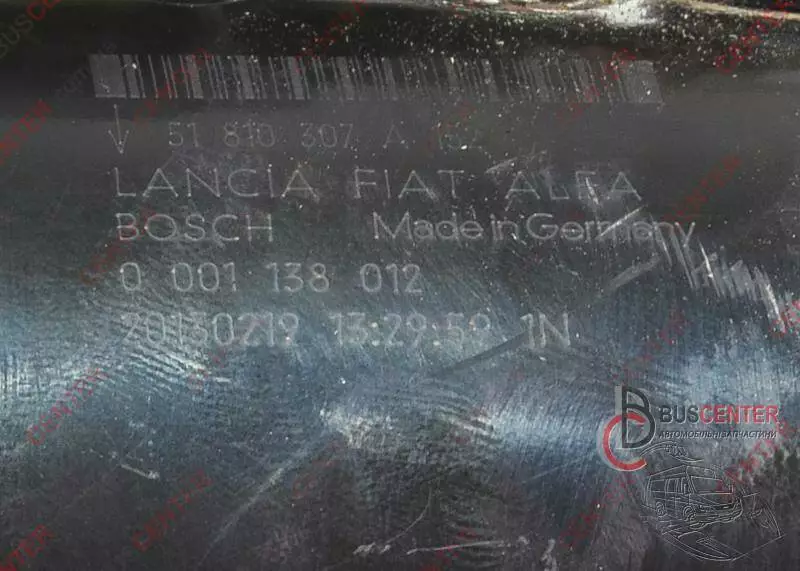 51 810 307 A 152
LANCIA FIAT ALFA
BOSCH Made in Germany
0 001 138 012
20130219 13:29:59 1N
BUSCENTER
АВТОМОБІЛЬНІ ЗАПЧАСТИНИ